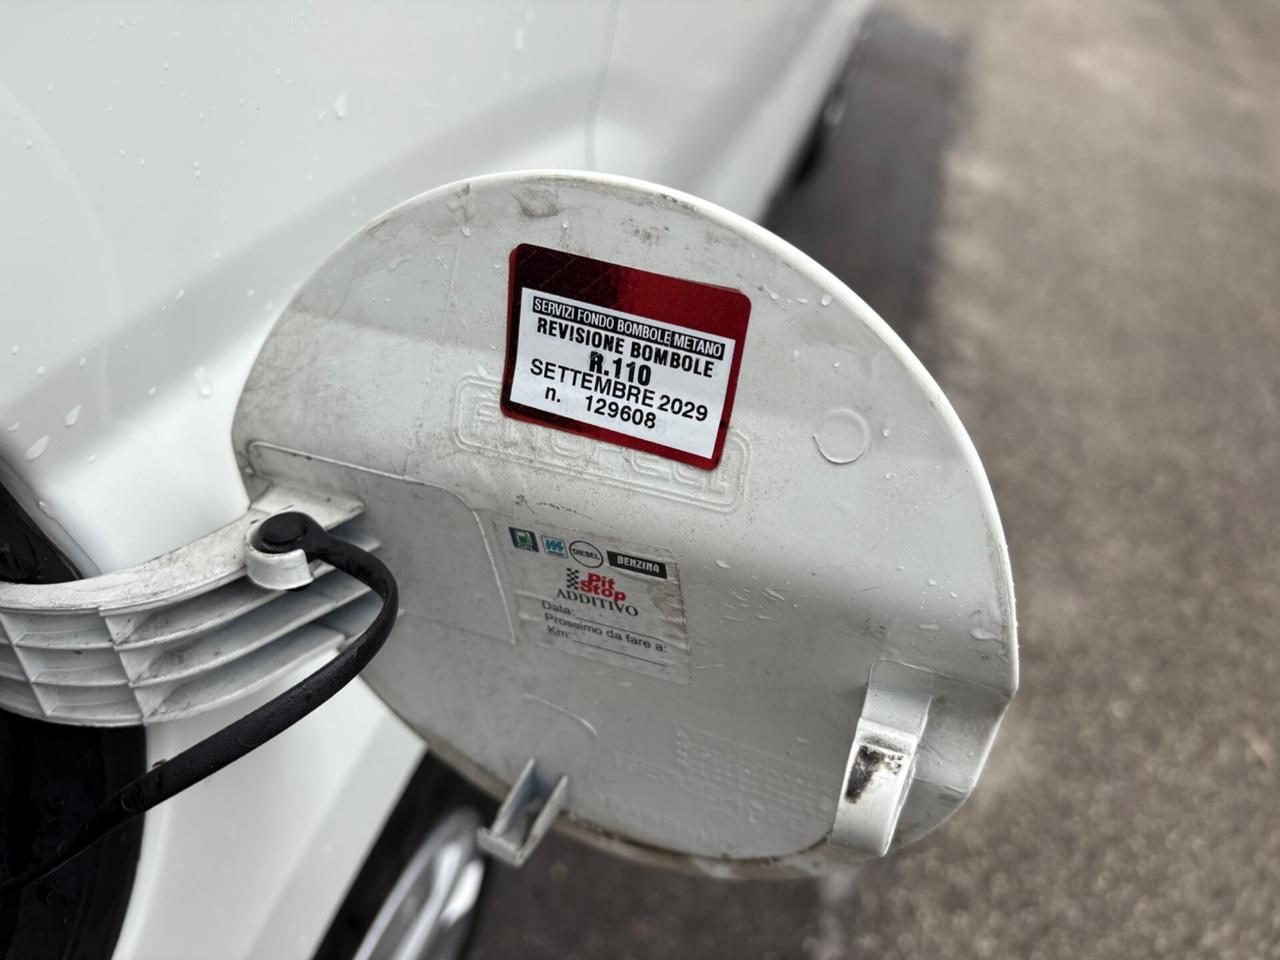 SERVIZI FONDO BOMBOLE METANO
REVISIONE BOMBOLE
R.110
SETTEMBRE 2029
n. 129608
DIESEL BENZINA
Pit
Stop
ADDITIVO
Data:
Prossimo da fare a:
Km: